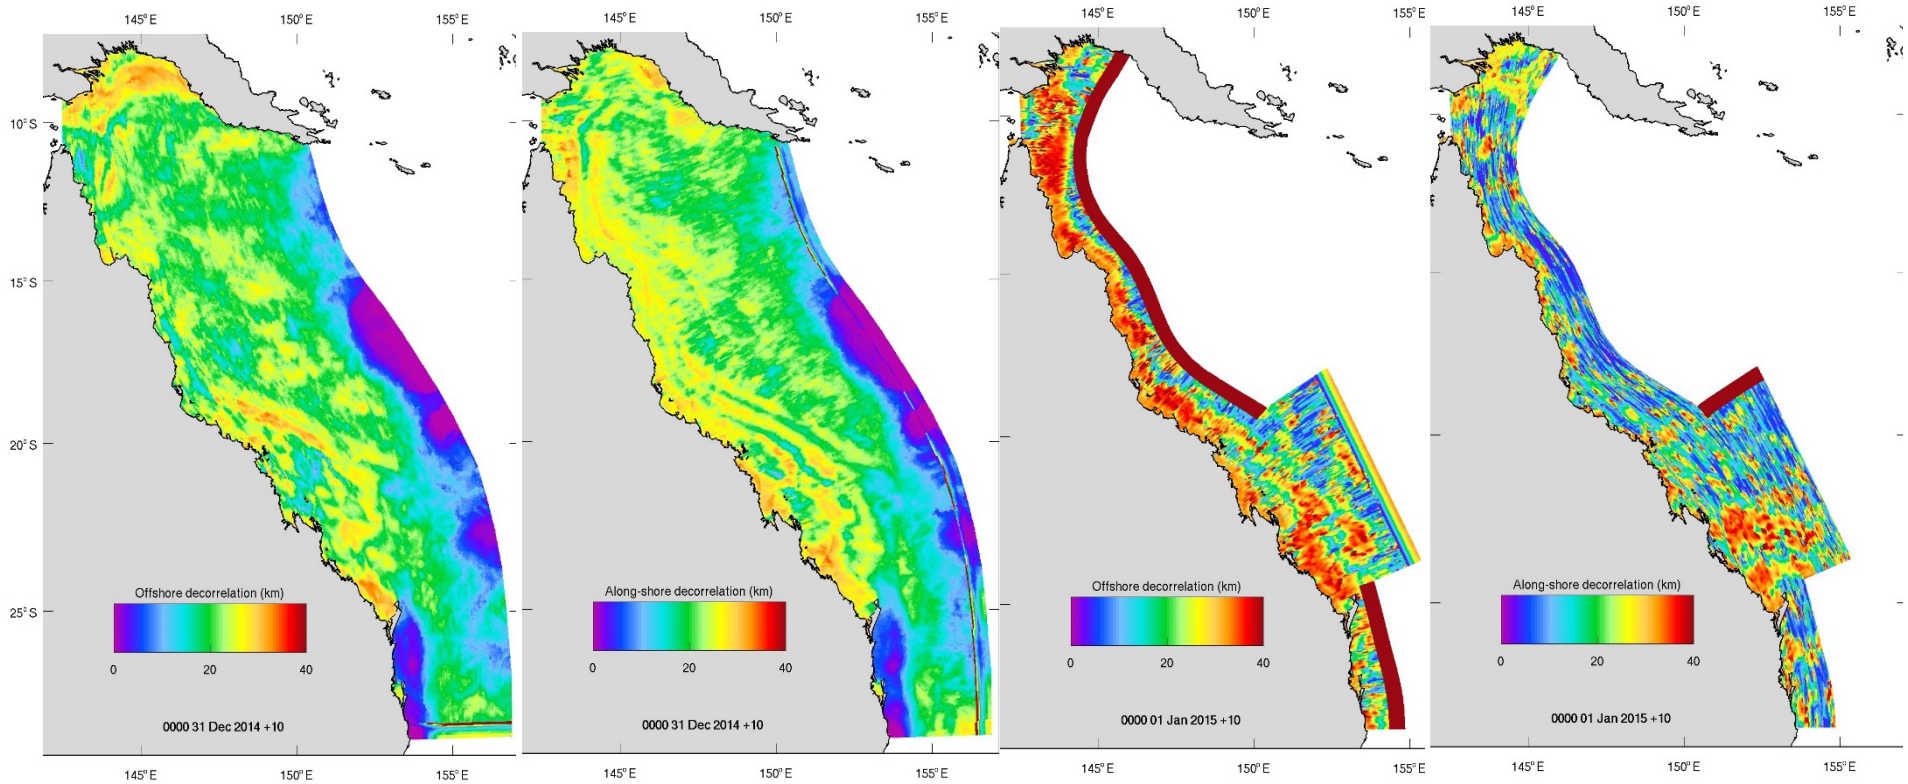 145°E 150°E 155°E 145°E 150°E 155°E 145°E 150°E 155°E 145°E 150°E 155°E
10°S
15°S
20°S
25°S
Offshore decorrelation (km) Along-shore decorrelation (km) Offshore decorrelation (km) Along-shore decorrelation (km)
0 20 40 0 20 40 0 20 40 0 20 40
0000 31 Dec 2014 +10 0000 31 Dec 2014 +10 0000 01 Jan 2015 +10 0000 01 Jan 2015 +10
145°E 150°E 155°E 145°E 150°E 155°E 145°E 150°E 155°E 145°E 150°E 155°E